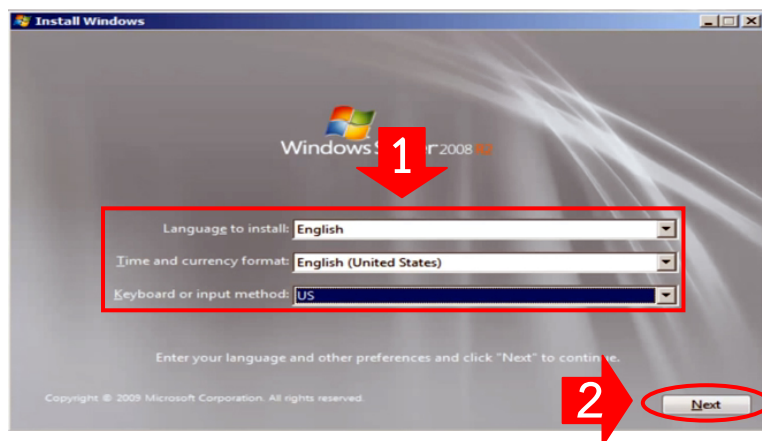 Install Windows
Windows S r 2008 R2
1
Language to install: English
Time and currency format: English (United States)
Keyboard or input method: US
Enter your language and other preferences and click "Next" to continue.
Copyright © 2009 Microsoft Corporation. All rights reserved.
2
Next